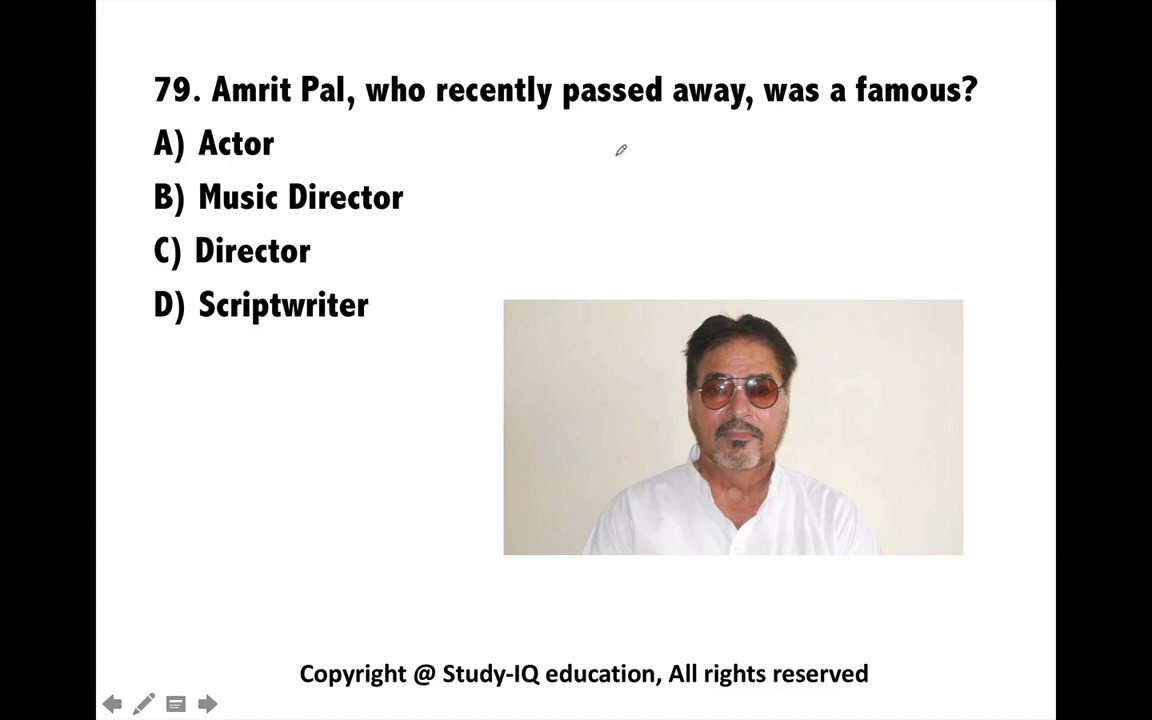 79. Amrit Pal, who recently passed away, was a famous?
A) Actor
B) Music Director
C) Director
D) Scriptwriter
Copyright @ Study-IQ education, All rights reserved